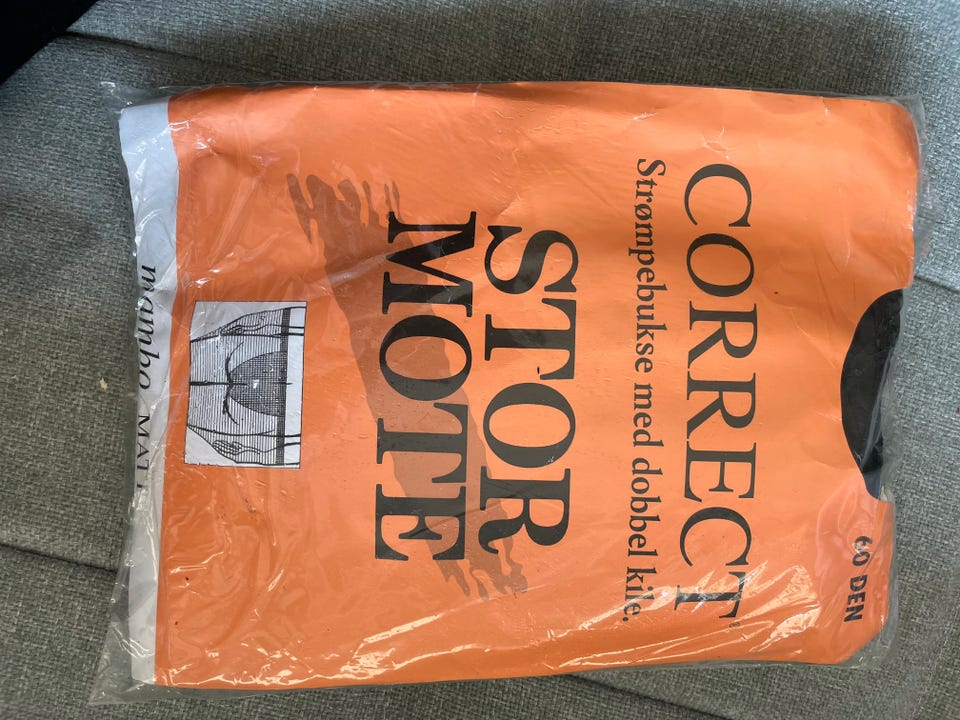 60 DEN
CORRECT
Strømpebukse med dobbel kile.
STOR
MOTE
mambo MAT